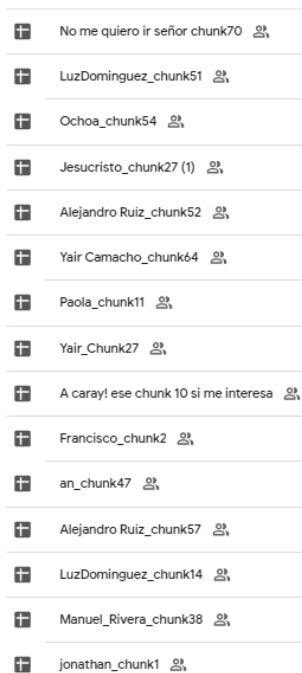 No me quiero ir señor chunk70
LuzDominguez_chunk51
Ochoa_chunk54
Jesucristo_chunk27 (1)
Alejandro Ruiz_chunk52
Yair Camacho_chunk64
Paola_chunk11
Yair_Chunk27
A caray! ese chunk 10 si me interesa
Francisco_chunk2
an_chunk47
Alejandro Ruiz_chunk57
LuzDominguez_chunk14
Manuel_Rivera_chunk38
jonathan_chunk1